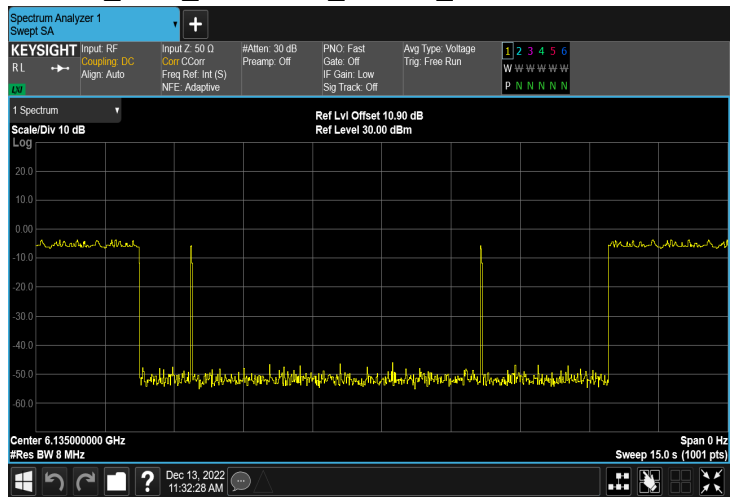 Spectrum Analyzer 1
Swept SA
+
KEYSIGHT Input: RF Input Z: 50 Ω #Atten: 30 dB PNO: Fast Avg Type: Voltage 1 2 3 4 5 6
RL Coupling: DC Corr CCorr Preamp: Off Gate: Off Trig: Free Run W W W W W W
Align: Auto Freq Ref: Int (S) IF Gain: Low
LXI NFE: Adaptive Sig Track: Off P N N N N N
1 Spectrum
Ref Lvl Offset 10.90 dB
Scale/Div 10 dB Ref Level 30.00 dBm
Log
20.0
10.0
0.00
-10.0
-20.0
-30.0
-40.0
-50.0
-60.0
Center 6.135000000 GHz Span 0 Hz
#Res BW 8 MHz Sweep 15.0 s (1001 pts)
? Dec 13, 2022
11:32:28 AM